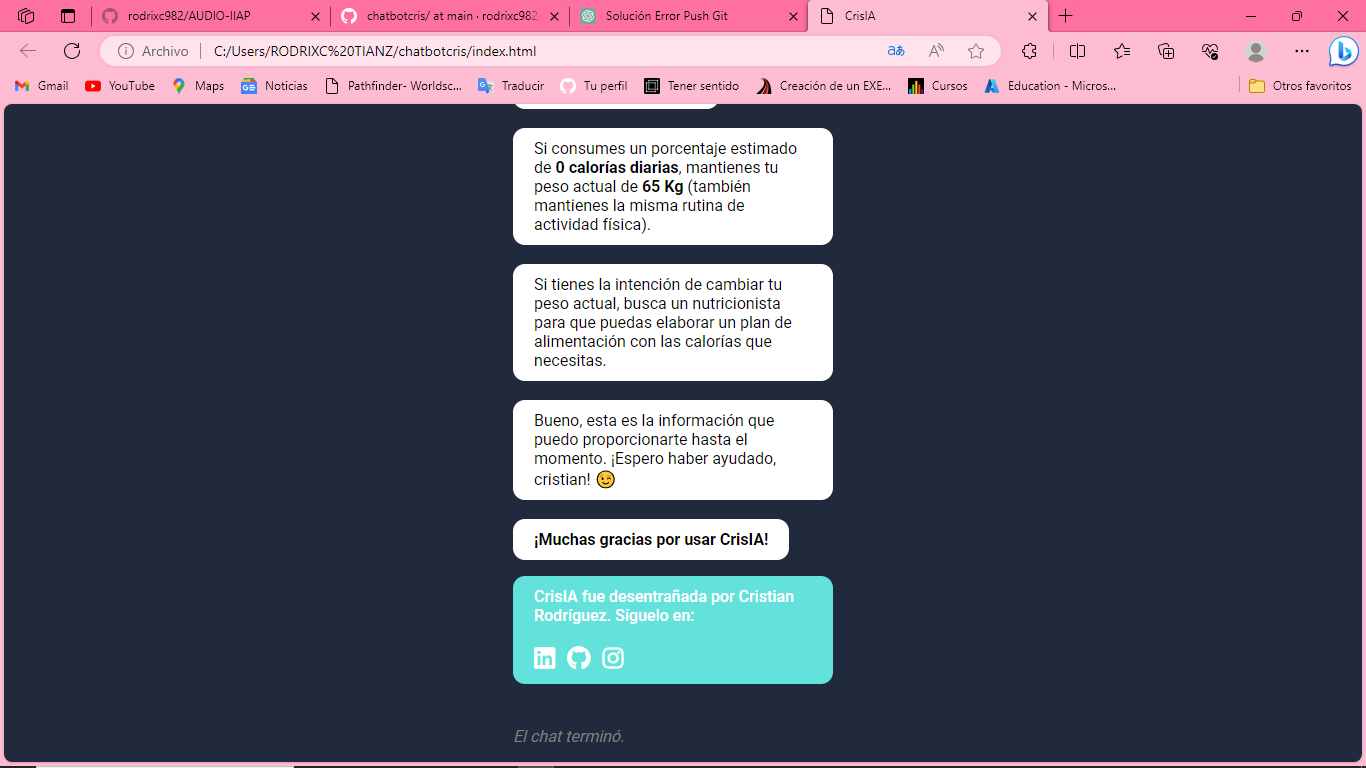 rodrixc982/AUDIO-IIAP
chatbotcris/ at main · rodrixc982/
Solución Error Push Git
CrisIA
Archivo
C:/Users/RODRIXC%20TIANZ/chatbotcris/index.html
Gmail
YouTube
Maps
Noticias
Pathfinder- Worldsc...
Traducir
Tu perfil
Tener sentido
Creación de un EXE...
Cursos
Education - Micros...
Otros favoritos
Si consumes un porcentaje estimado
de 0 calorías diarias, mantienes tu
peso actual de 65 Kg (también
mantienes la misma rutina de
actividad física).
Si tienes la intención de cambiar tu
peso actual, busca un nutricionista
para que puedas elaborar un plan de
alimentación con las calorías que
necesitas.
Bueno, esta es la información que
puedo proporcionarte hasta el
momento. ¡Espero haber ayudado,
cristian! 😉
¡Muchas gracias por usar CrisIA!
CrisIA fue desentrañada por Cristian
Rodríguez. Síguelo en:
El chat terminó.